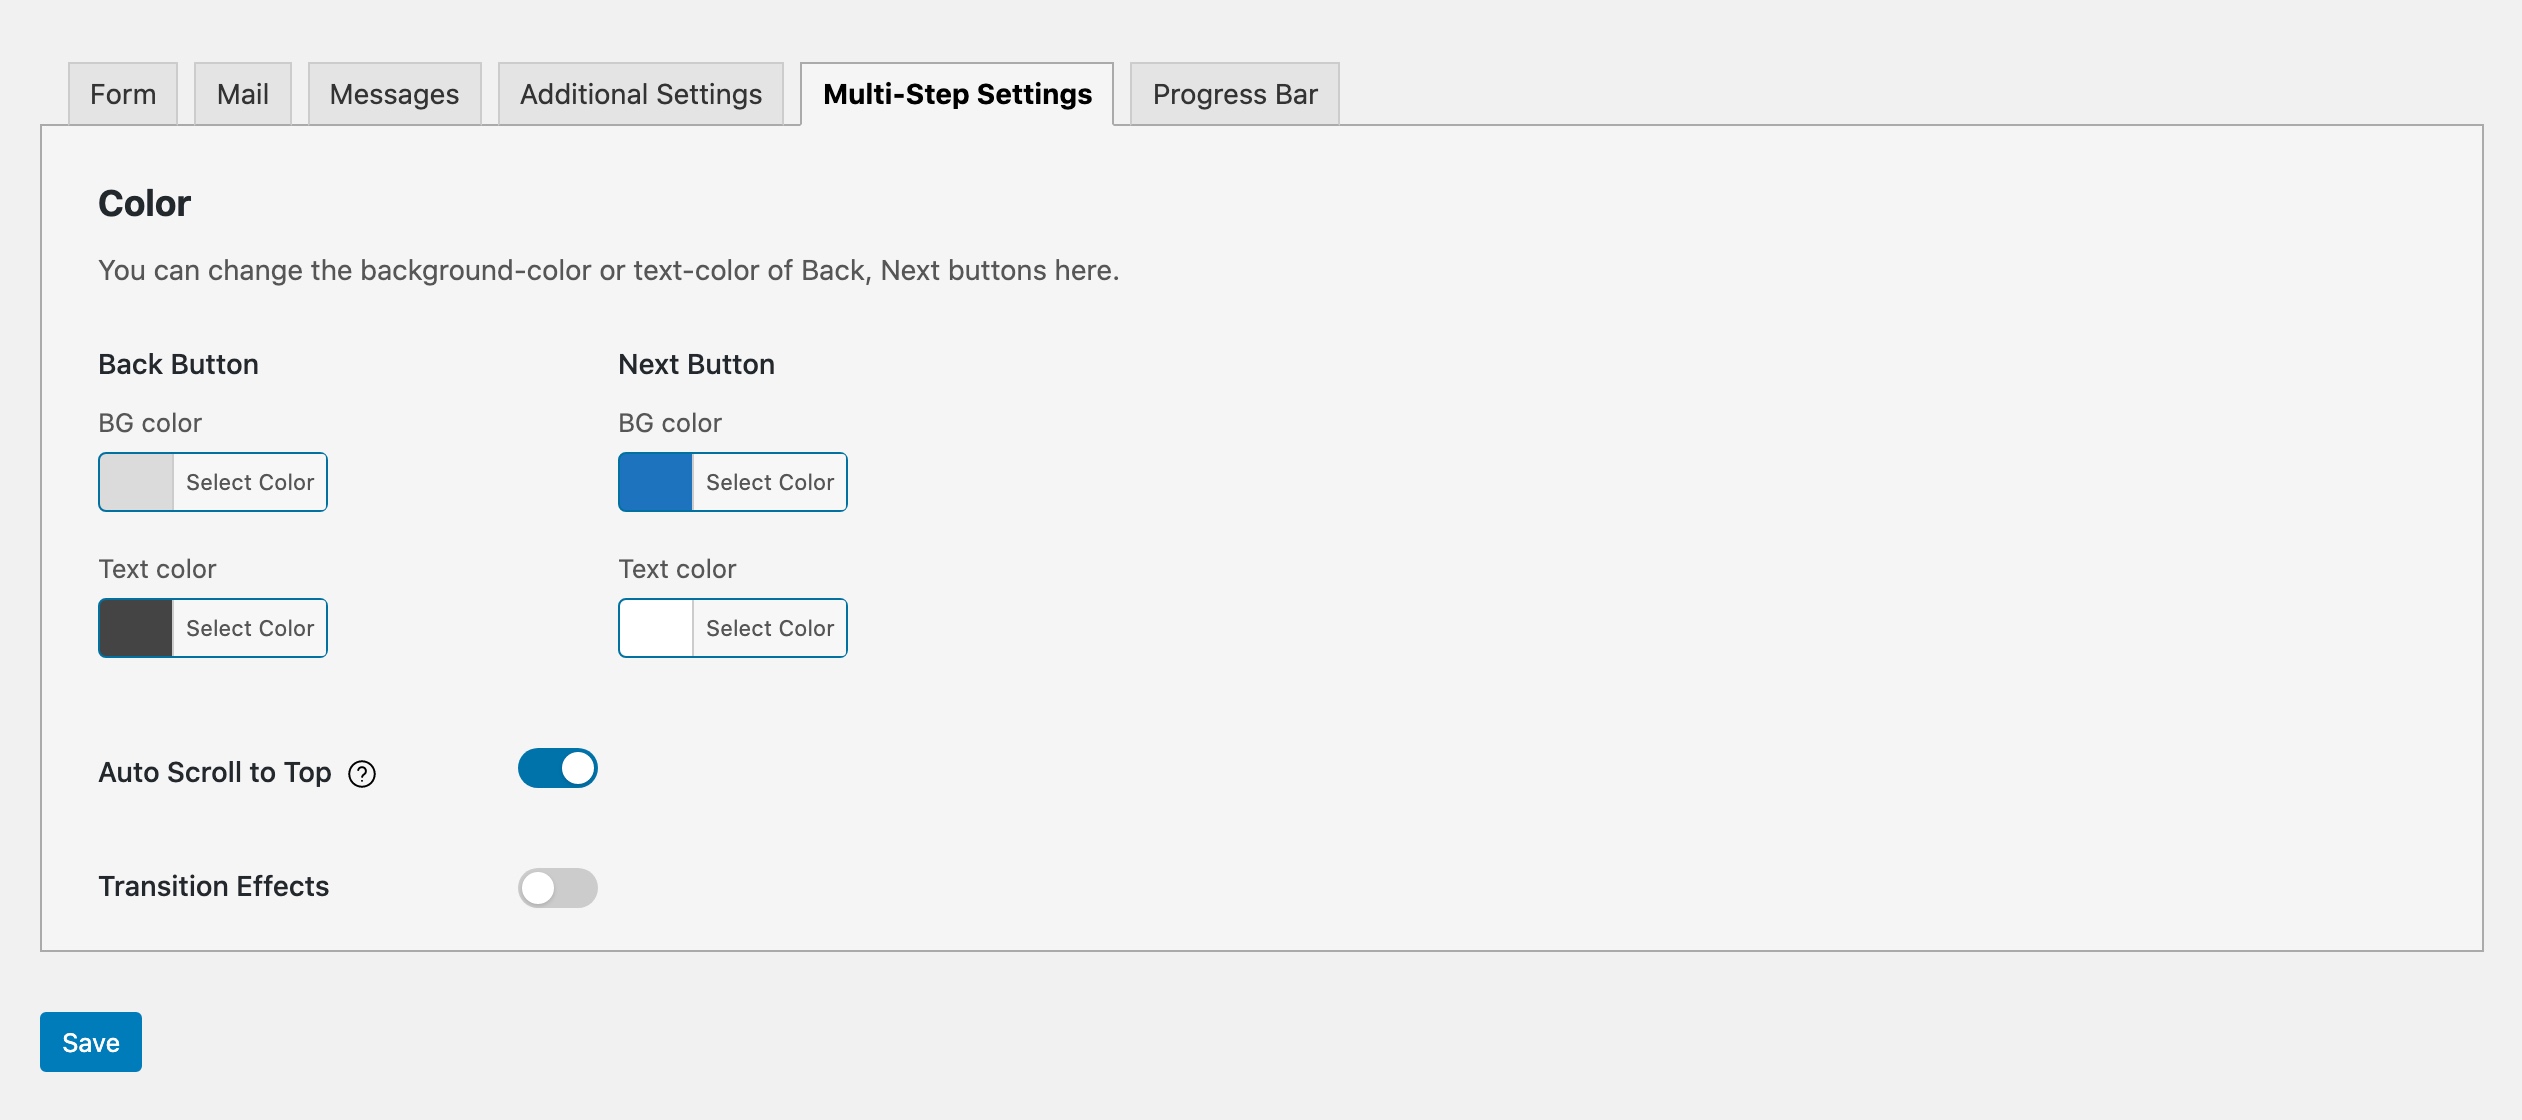 Form Mail Messages Additional Settings Multi-Step Settings Progress Bar
Color
You can change the background-color or text-color of Back, Next buttons here.
Back Button Next Button
BG color BG color
Select Color Select Color
Text color Text color
Select Color Select Color
Auto Scroll to Top ?
Transition Effects
Save